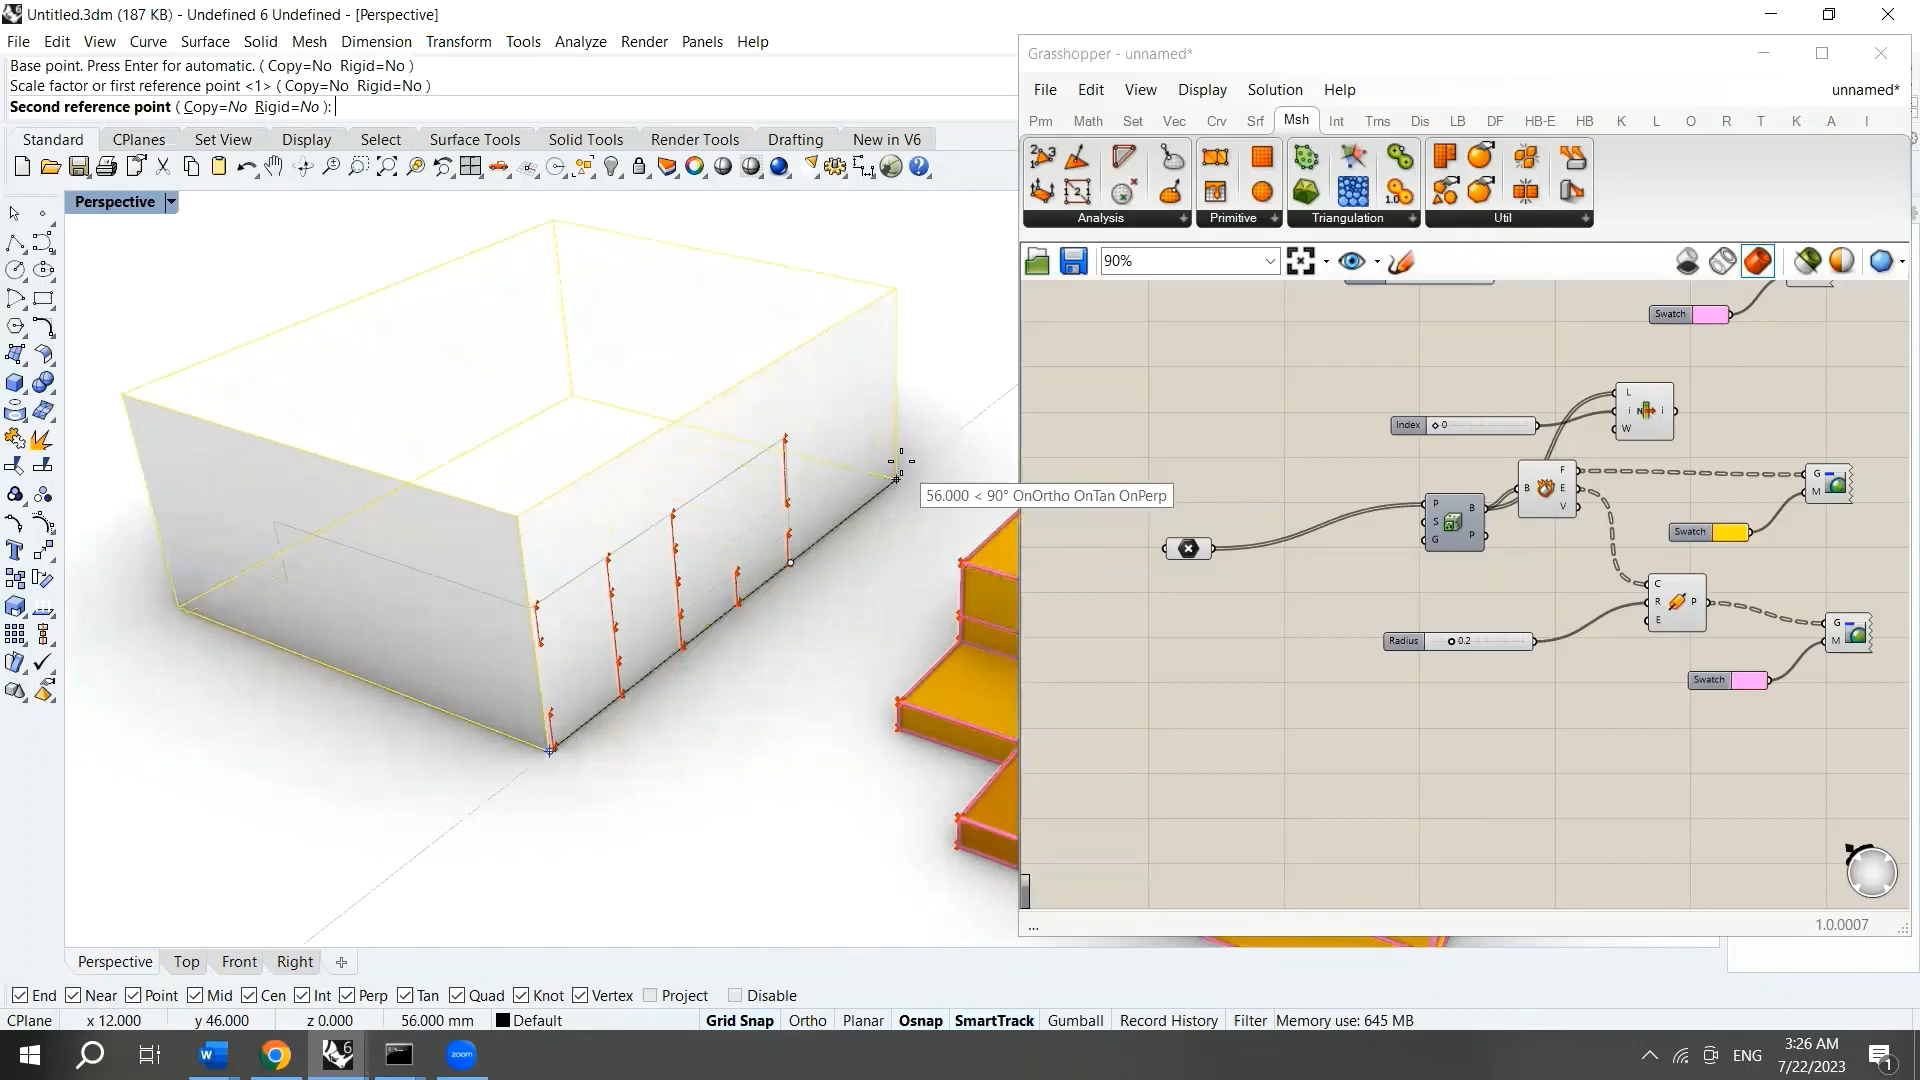 Untitled.3dm (187 KB) - Undefined 6 Undefined - [Perspective]
File Edit View Curve Surface Solid Mesh Dimension Transform Tools Analyze Render Panels Help
Base point. Press Enter for automatic. ( Copy=No Rigid=No )
Scale factor or first reference point <1> ( Copy=No Rigid=No )
Second reference point ( Copy=No Rigid=No ):
Standard CPlanes Set View Display Select Surface Tools Solid Tools Render Tools Drafting New in V6
Perspective
56.000 < 90° OnOrtho OnTan OnPerp
Grasshopper - unnamed*
File Edit View Display Solution Help unnamed*
Prm Math Set Vec Crv Srf Msh Int Trns Dis LB DF HB-E HB K L O R T K A I
Analysis Primitive Triangulation Util
90%
Swatch
L
Index 0 i N i
W
F G
B E M
V
P B
S
G P
Swatch
C
R P
E
Radius 0.2
G
M
Swatch
... 1.0.0007
Perspective Top Front Right
End Near Point Mid Cen Int Perp Tan Quad Knot Vertex Project Disable
CPlane x 12.000 y 46.000 z 0.000 56.000 mm Default Grid Snap Ortho Planar Osnap SmartTrack Gumball Record History Filter Memory use: 645 MB
zoom ENG 3:26 AM
7/22/2023 1